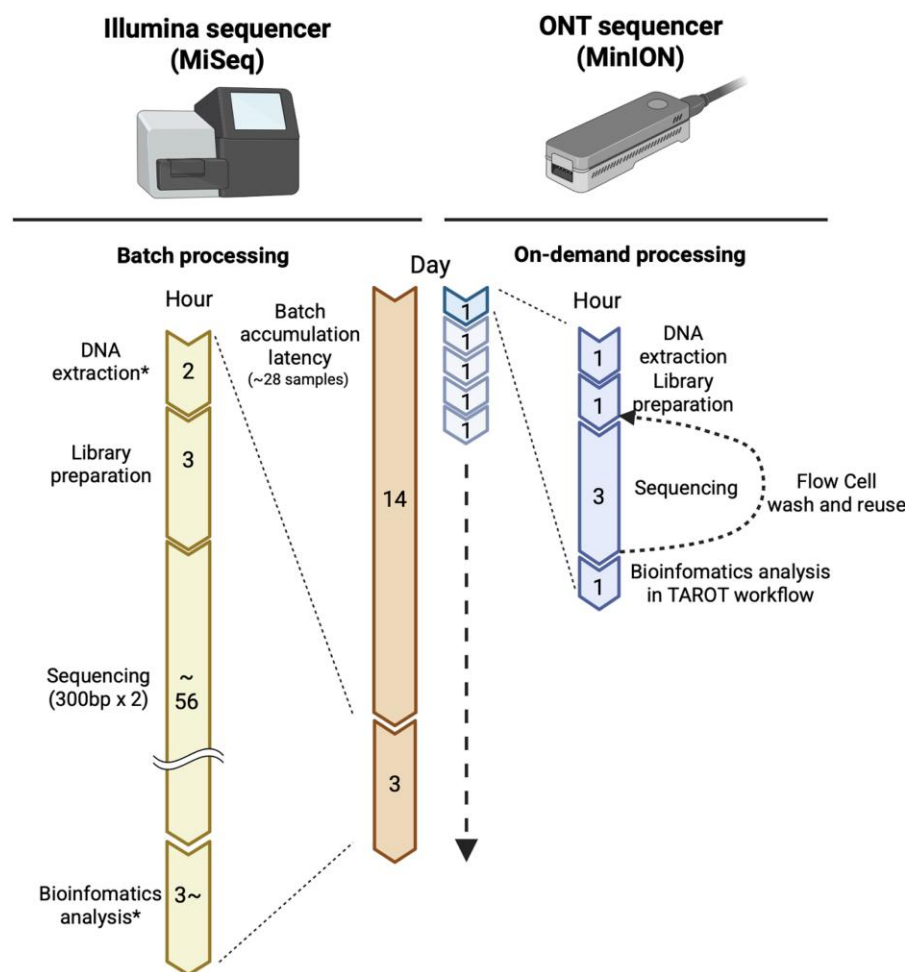 Illumina sequencer
(MiSeq)
ONT sequencer
(MinION)
Batch processing
Day
On-demand processing
Hour
Batch
accumulation
latency
(~28 samples)
Hour
DNA
extraction*
2
Library
preparation
3
Sequencing
(300bp x 2)
~
56
Bioinfomatics
analysis*
3~
14
3
1
1
1
1
1
DNA
extraction
1
Library
preparation
1
Sequencing
3
Flow Cell
wash and reuse
Bioinfomatics analysis
in TAROT workflow
1